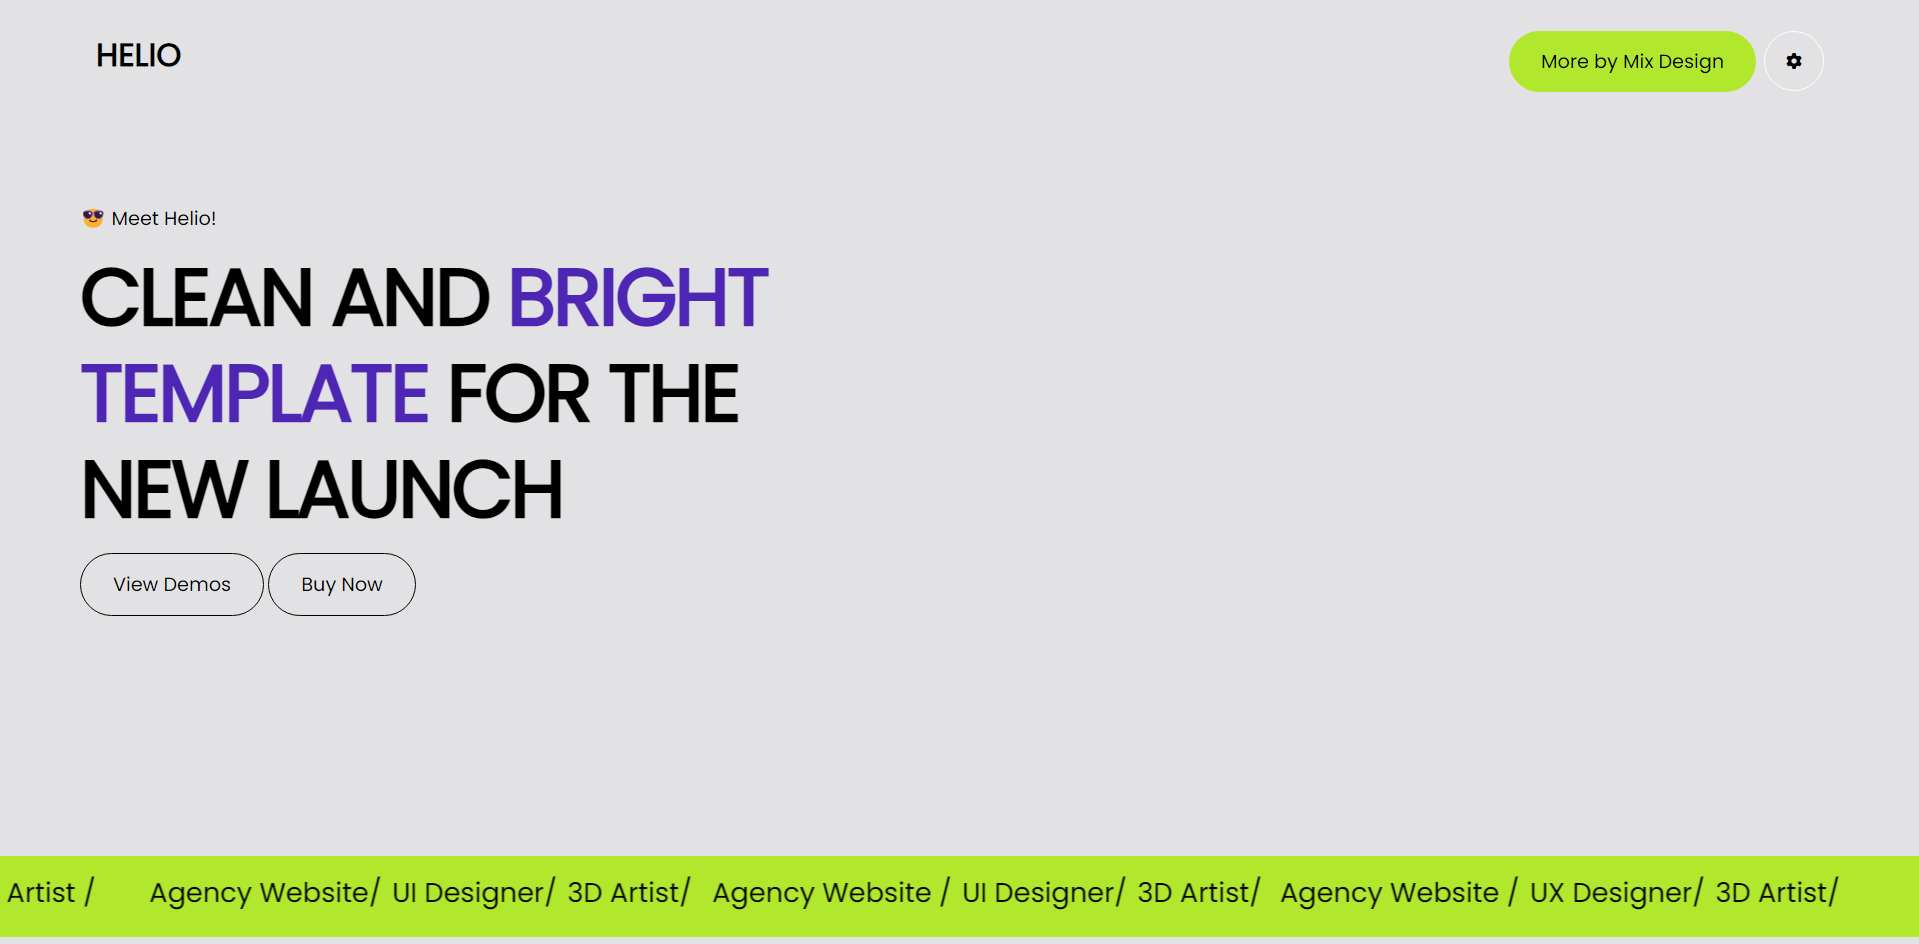 HELIO
More by Mix Design
😎 Meet Helio!
CLEAN AND BRIGHT
TEMPLATE FOR THE
NEW LAUNCH
View Demos
Buy Now
Artist / Agency Website/ UI Designer/ 3D Artist/ Agency Website / UI Designer/ 3D Artist/ Agency Website / UX Designer/ 3D Artist/